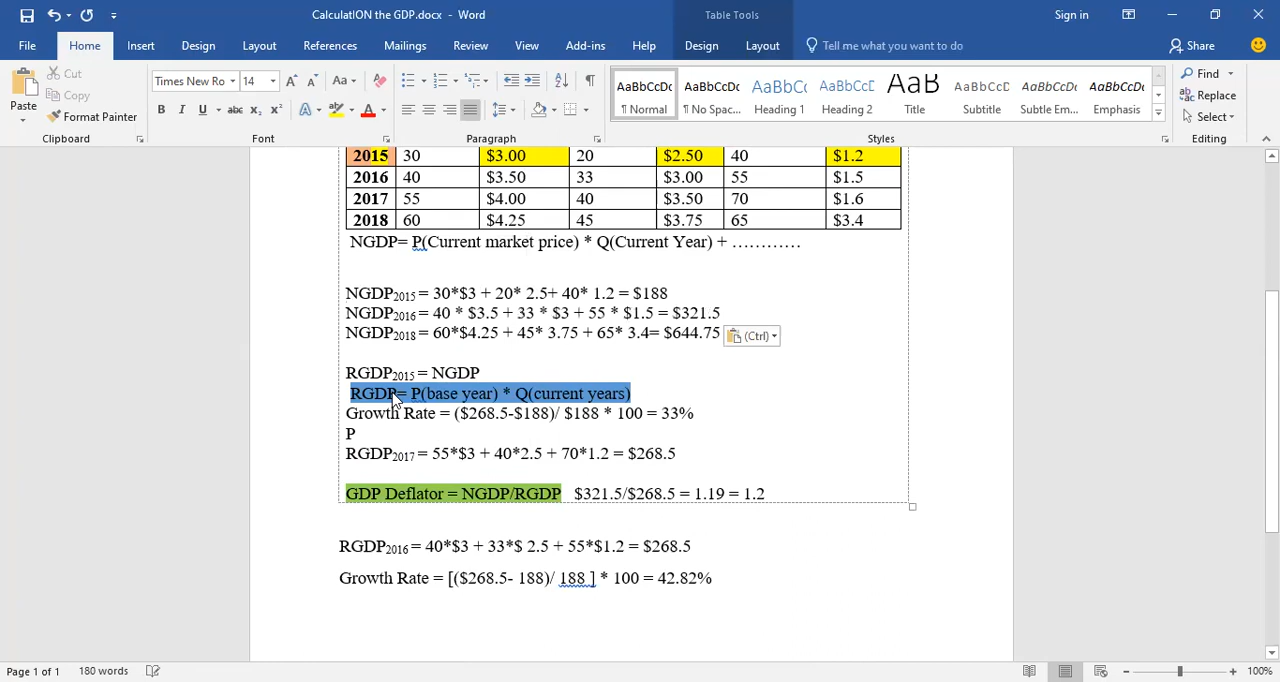 CalculatION the GDP.docx - Word
Table Tools
Sign in
File Home Insert Design Layout References Mailings Review View Add-ins Help Design Layout Tell me what you want to do Share
Paste
Cut
Copy
Format Painter
Clipboard
Times New Ro 14 Aa
B I U abc x₂ x² A A
Font
Paragraph
AaBbCcDc AaBbCcDc AaBbCc AaBbCcD AaB AaBbCcD AaBbCcDc AaBbCcDc
¶ Normal ¶ No Spac... Heading 1 Heading 2 Title Subtitle Subtle Em... Emphasis
Styles
Find
Replace
Select
Editing
2015 30 $3.00 20 $2.50 40 $1.2
2016 40 $3.50 33 $3.00 55 $1.5
2017 55 $4.00 40 $3.50 70 $1.6
2018 60 $4.25 45 $3.75 65 $3.4
NGDP= P(Current market price) * Q(Current Year) + …………
NGDP2015 = 30*$3 + 20* 2.5+ 40* 1.2 = $188
NGDP2016 = 40 * $3.5 + 33 * $3 + 55 * $1.5 = $321.5
NGDP2018 = 60*$4.25 + 45* 3.75 + 65* 3.4= $644.75 (Ctrl)
RGDP2015 = NGDP
RGDP= P(base year) * Q(current years)
Growth Rate = ($268.5-$188)/ $188 * 100 = 33%
P
RGDP2017 = 55*$3 + 40*2.5 + 70*1.2 = $268.5
GDP Deflator = NGDP/RGDP $321.5/$268.5 = 1.19 = 1.2
RGDP2016 = 40*$3 + 33*$ 2.5 + 55*$1.2 = $268.5
Growth Rate = [($268.5- 188)/ 188 ] * 100 = 42.82%
Page 1 of 1 180 words 100%